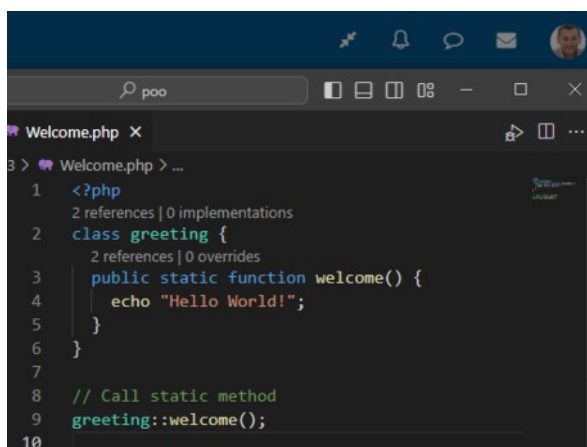 poo
Welcome.php
3 > Welcome.php > ...
1 <?php
2 references | 0 implementations
2 class greeting {
2 references | 0 overrides
3 public static function welcome() {
4 echo "Hello World!";
5 }
6 }
7
8 // Call static method
9 greeting::welcome();
10